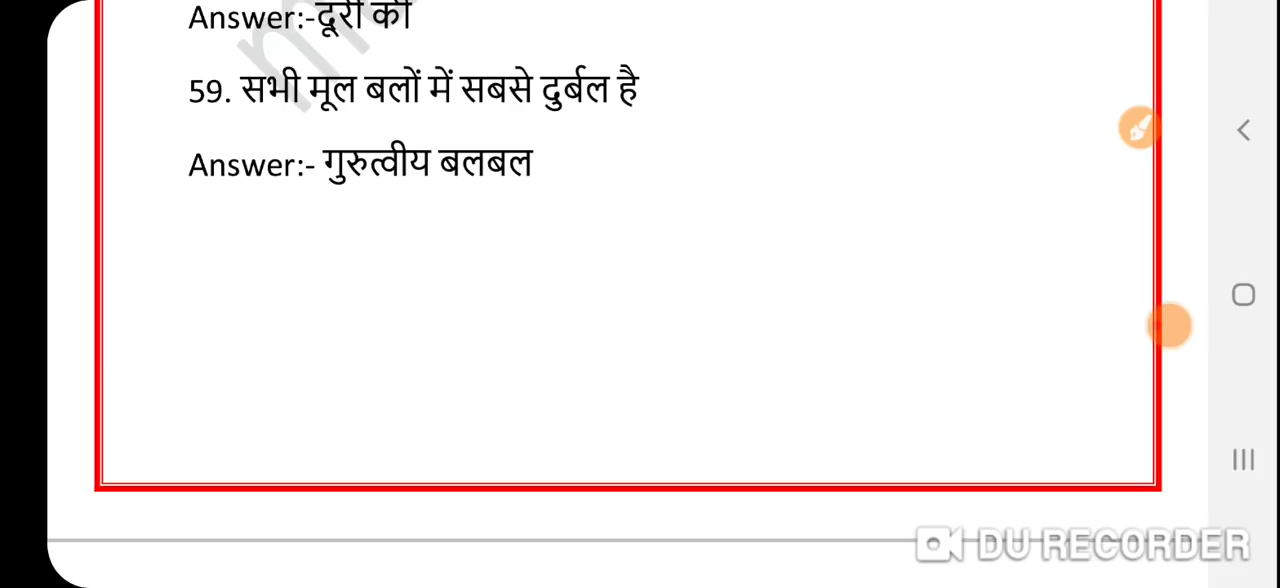 Answer:-दूरी की
59. सभी मूल बलों में सबसे दुर्बल है
Answer:- गुरुत्वीय बलबल
DU RECORDER